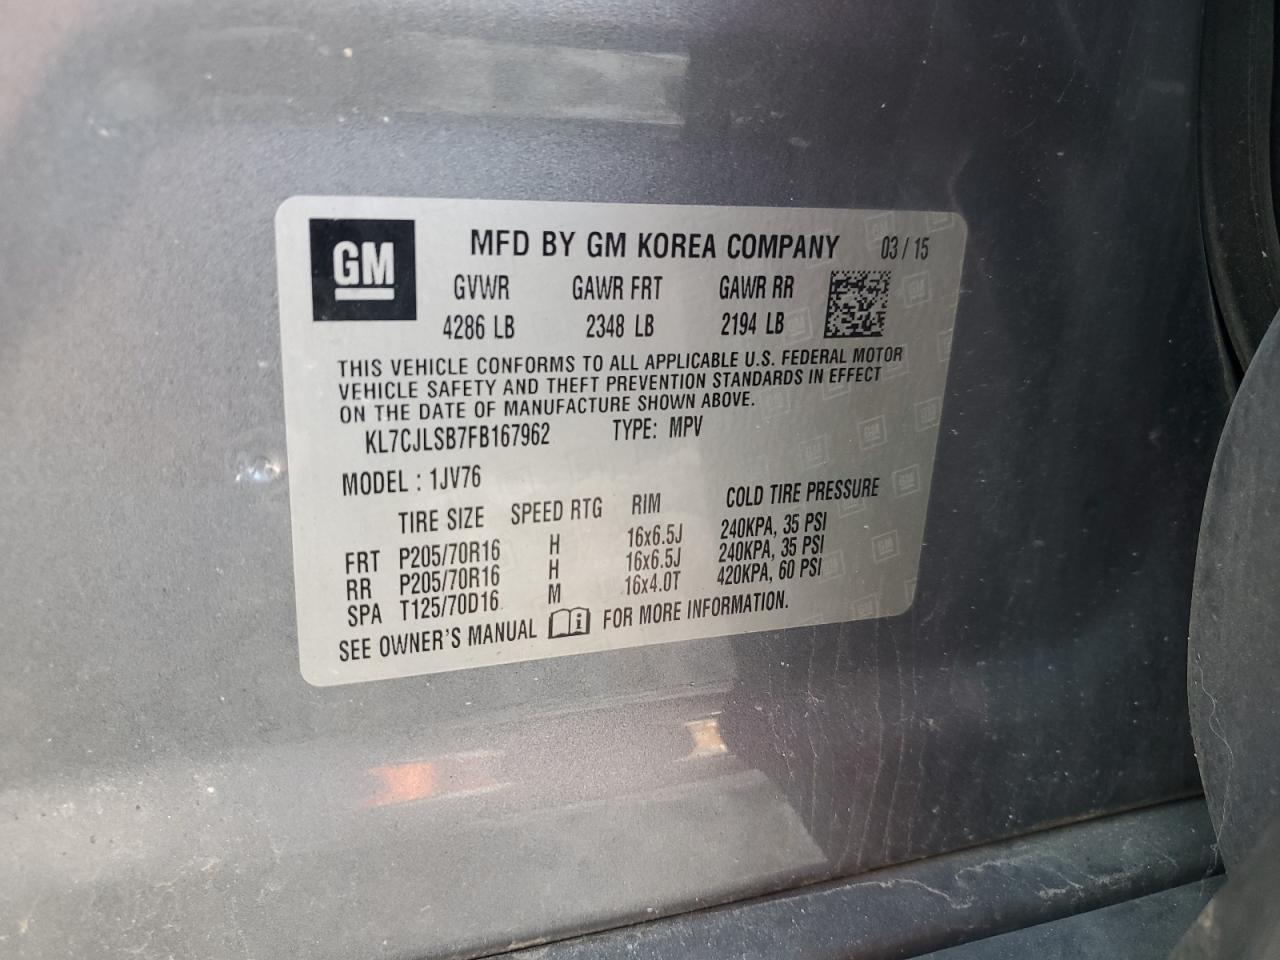 GM
MFD BY GM KOREA COMPANY 03 / 15
GVWR GAWR FRT GAWR RR
4286 LB 2348 LB 2194 LB
THIS VEHICLE CONFORMS TO ALL APPLICABLE U.S. FEDERAL MOTOR
VEHICLE SAFETY AND THEFT PREVENTION STANDARDS IN EFFECT
ON THE DATE OF MANUFACTURE SHOWN ABOVE.
KL7CJLSB7FB167962 TYPE: MPV
MODEL : 1JV76
TIRE SIZE SPEED RTG RIM COLD TIRE PRESSURE
FRT P205/70R16 H 16x6.5J 240KPA, 35 PSI
RR P205/70R16 H 16x6.5J 240KPA, 35 PSI
SPA T125/70D16 M 16x4.0T 420KPA, 60 PSI
SEE OWNER'S MANUAL i FOR MORE INFORMATION.